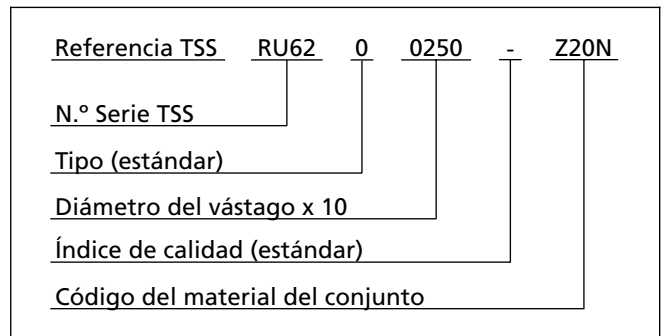 Referencia TSS RU62 0 0250 - Z20N
N.º Serie TSS
Tipo (estándar)
Diámetro del vástago x 10
Índice de calidad (estándar)
Código del material del conjunto